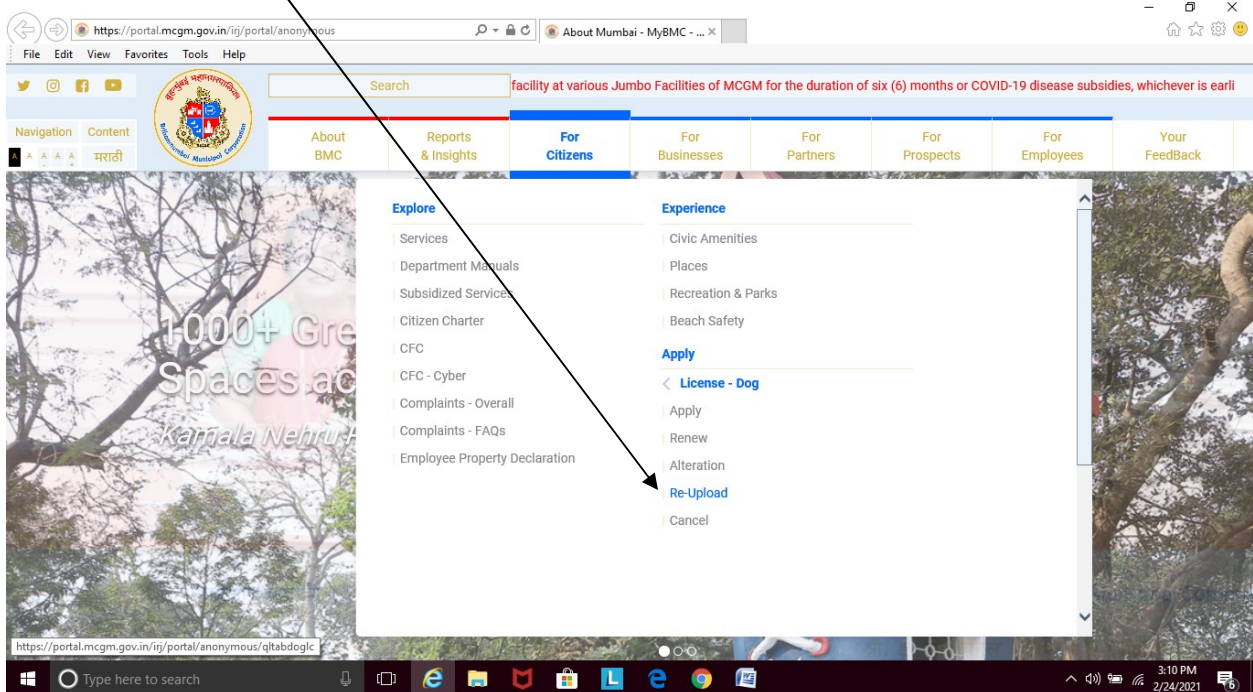 https://portal.mcgm.gov.in/irj/portal/anonymous
About Mumbai - MyBMC - ...
File Edit View Favorites Tools Help
Search
facility at various Jumbo Facilities of MCGM for the duration of six (6) months or COVID-19 disease subsidies, whichever is earli
Navigation Content
A A A A A मराठी
About BMC
Reports & Insights
For Citizens
For Businesses
For Partners
For Prospects
For Employees
Your FeedBack
Explore
Services
Department Manuals
Subsidized Services
Citizen Charter
CFC
CFC - Cyber
Complaints - Overall
Complaints - FAQs
Employee Property Declaration
Experience
Civic Amenities
Places
Recreation & Parks
Beach Safety
Apply
License - Dog
Apply
Renew
Alteration
Re-Upload
Cancel
1000+ Gre
Spaces ac
Kamala Nehru P
https://portal.mcgm.gov.in/irj/portal/anonymous/qltabdoglc
Type here to search
3:10 PM
2/24/2021